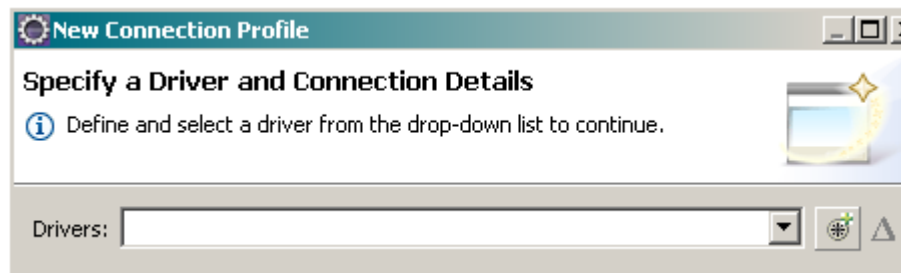 New Connection Profile
Specify a Driver and Connection Details
Define and select a driver from the drop-down list to continue.
Drivers: